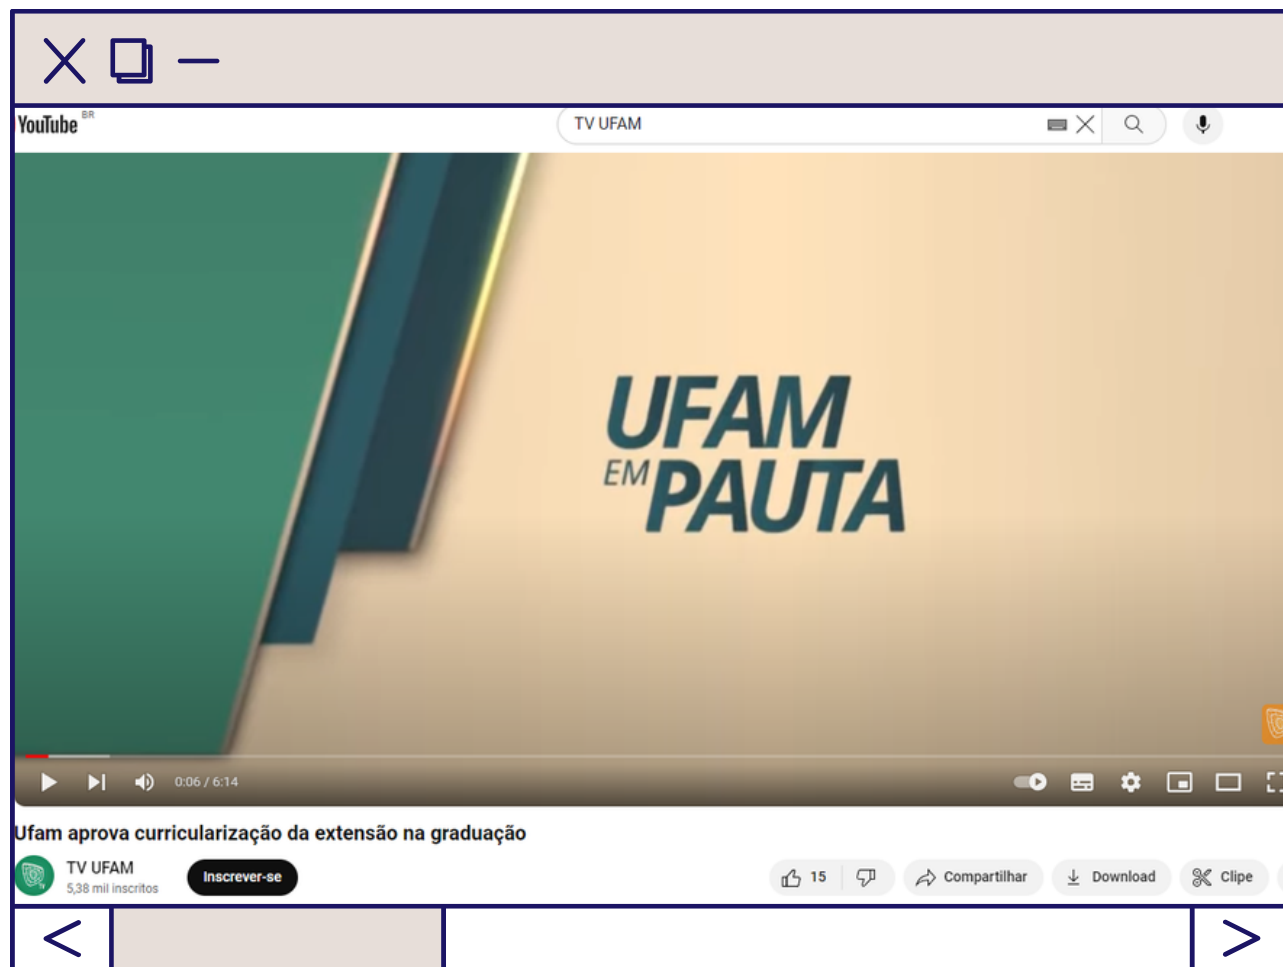 YouTube BR
TV UFAM
UFAM
EM PAUTA
0:06 / 6:14
Ufam aprova curricularização da extensão na graduação
TV UFAM
5,38 mil inscritos
Inscrever-se
15
Compartilhar
Download
Clipe